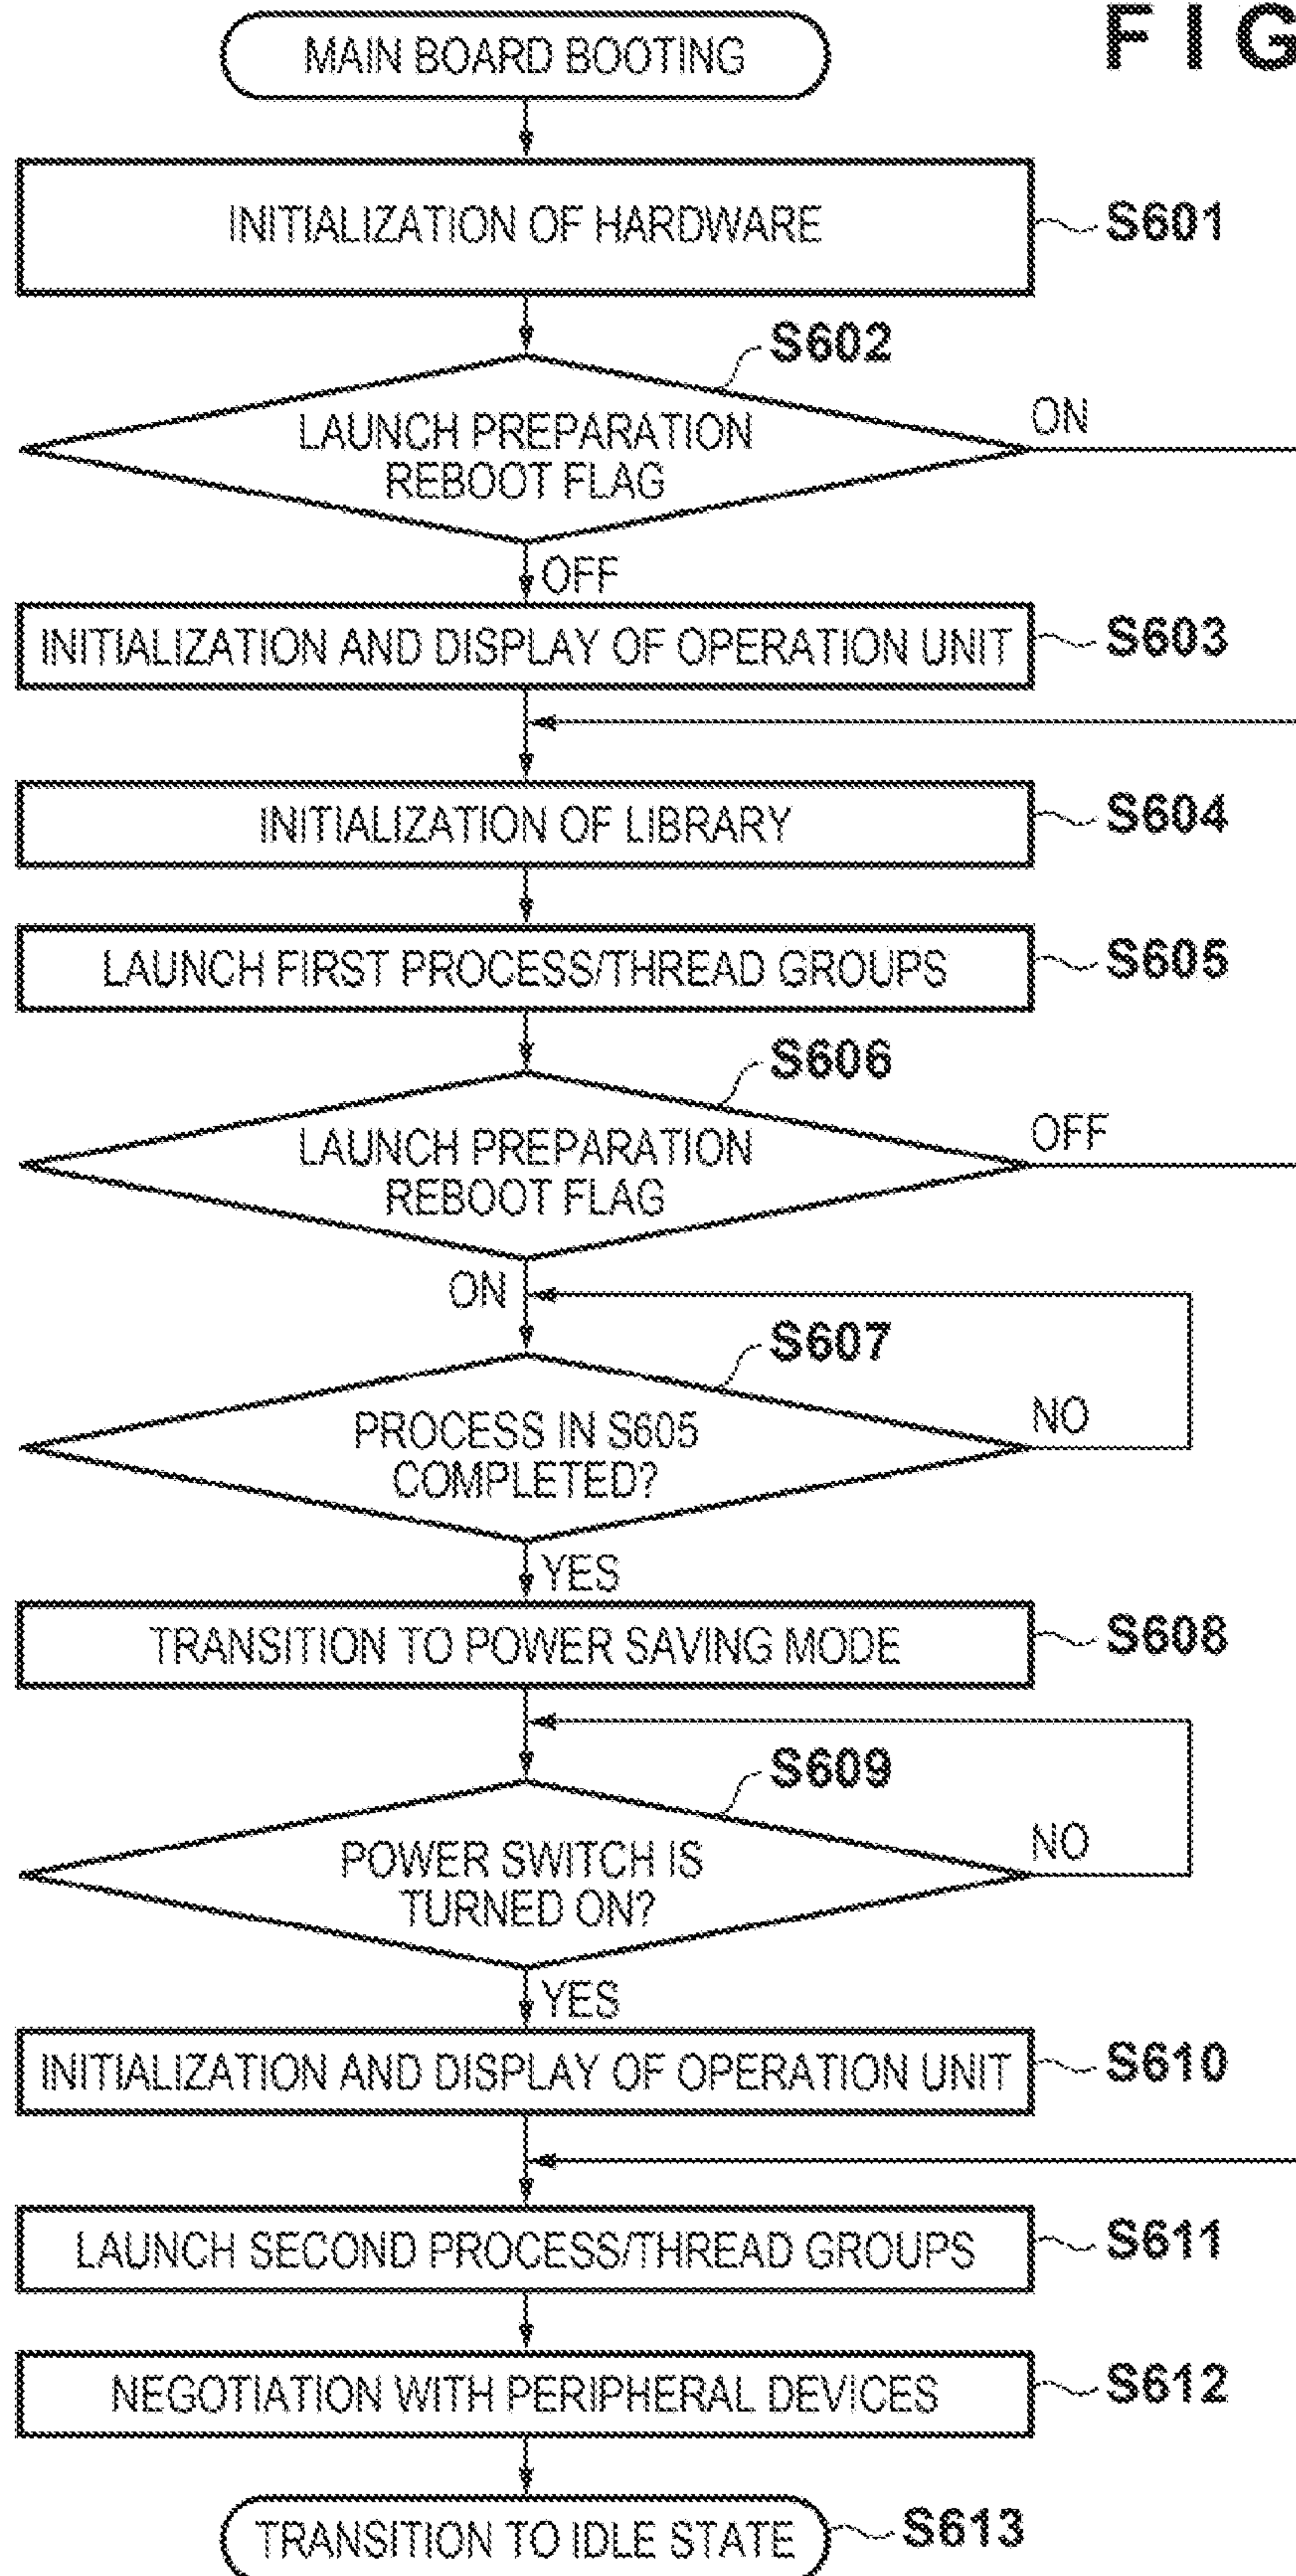 FIG
MAIN BOARD BOOTING
INITIALIZATION OF HARDWARE
S601
S602
LAUNCH PREPARATION
REBOOT FLAG
ON
OFF
INITIALIZATION AND DISPLAY OF OPERATION UNIT
S603
INITIALIZATION OF LIBRARY
S604
LAUNCH FIRST PROCESS/THREAD GROUPS
S605
S606
LAUNCH PREPARATION
REBOOT FLAG
OFF
ON
S607
PROCESS IN S605
COMPLETED?
NO
YES
TRANSITION TO POWER SAVING MODE
S608
S609
POWER SWITCH IS
TURNED ON?
NO
YES
INITIALIZATION AND DISPLAY OF OPERATION UNIT
S610
LAUNCH SECOND PROCESS/THREAD GROUPS
S611
NEGOTIATION WITH PERIPHERAL DEVICES
S612
TRANSITION TO IDLE STATE
S613